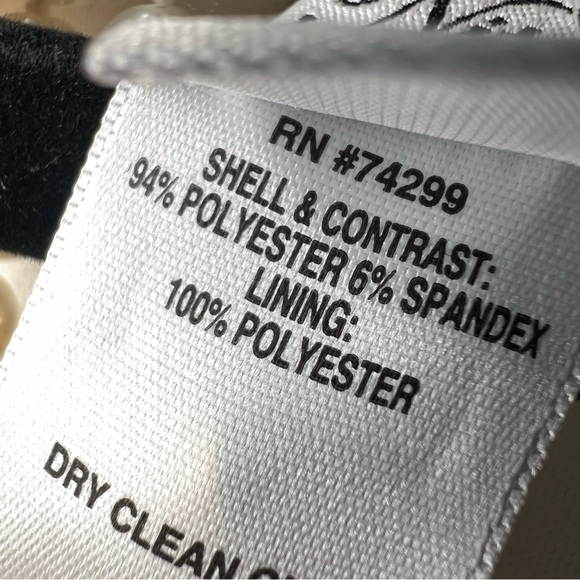 RN #74299
SHELL & CONTRAST:
94% POLYESTER 6% SPANDEX
LINING:
100% POLYESTER
DRY CLEAN